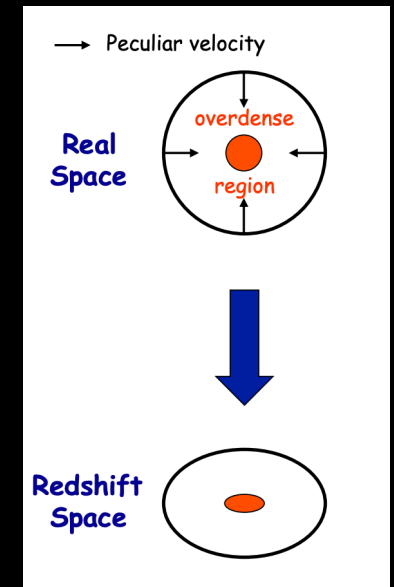 Peculiar velocity
overdense
Real
Space
region
Redshift
Space